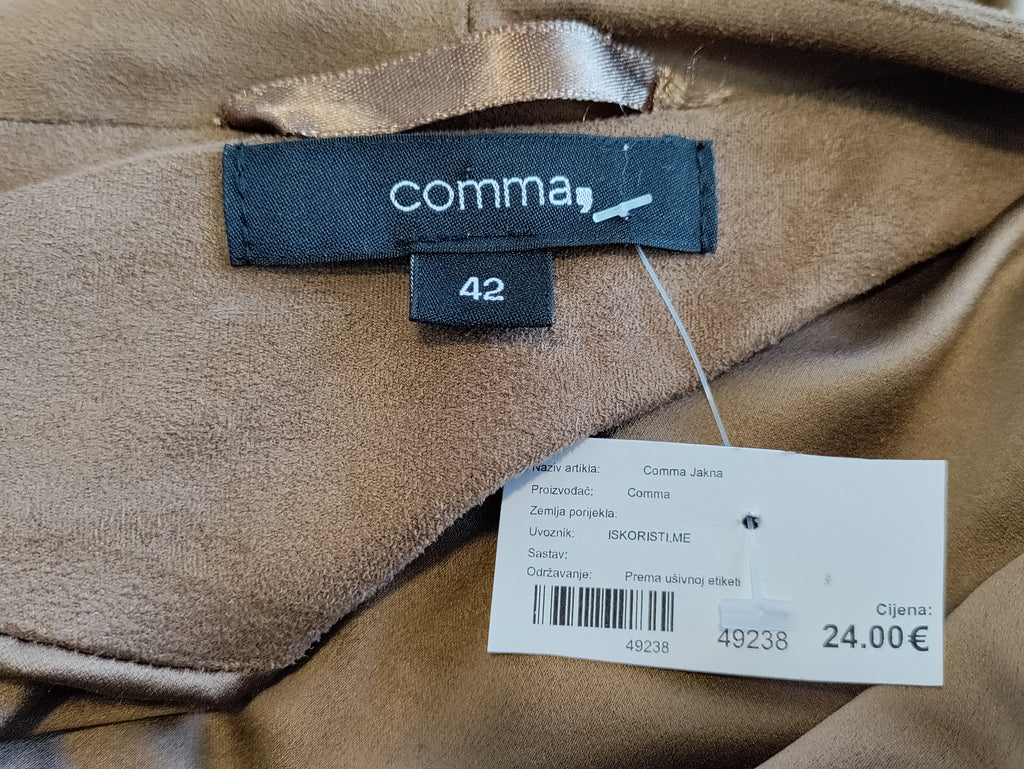 comma,
42
Naziv artikla: Comma Jakna
Proizvođač: Comma
Zemlja porijekla:
Uvoznik: ISKORISTI,ME
Sastav:
Održavanje: Prema ušivnoj etiketi
49238
49238
Cijena:
24.00€